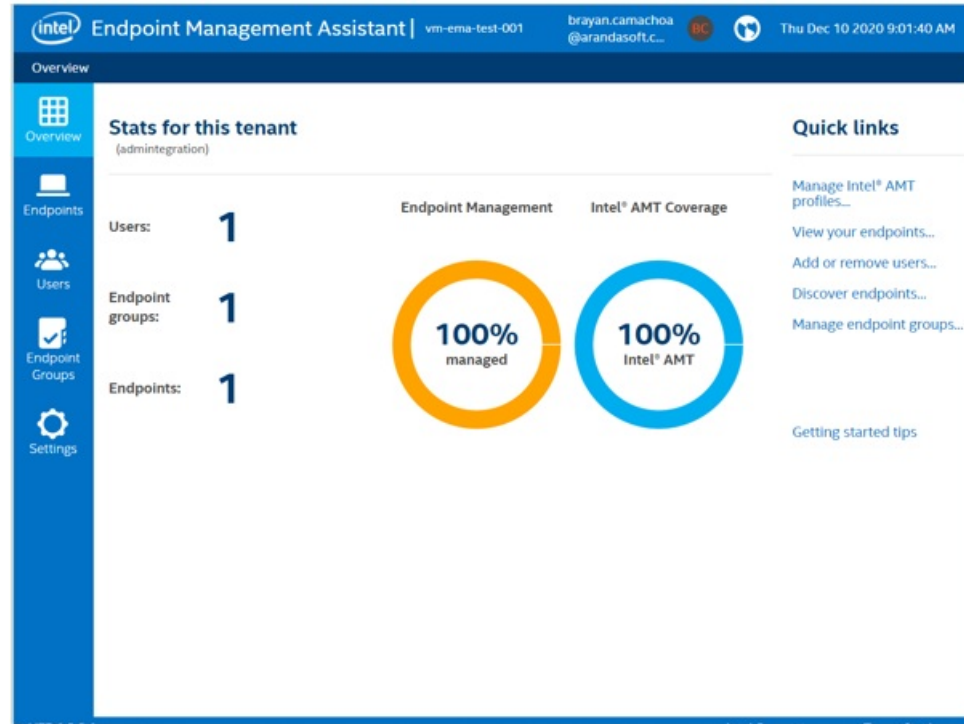 intel Endpoint Management Assistant | vm-ema-test-001
brayan.camachoa
@arandasoft.c...
BC
Thu Dec 10 2020 9:01:40 AM
Overview
Overview
Endpoints
Users
Endpoint
Groups
Settings
Stats for this tenant
(admintegration)
Users: 1
Endpoint
groups: 1
Endpoints: 1
Endpoint Management
100%
managed
Intel® AMT Coverage
100%
Intel® AMT
Quick links
Manage Intel® AMT
profiles...
View your endpoints...
Add or remove users...
Discover endpoints...
Manage endpoint groups...
Getting started tips